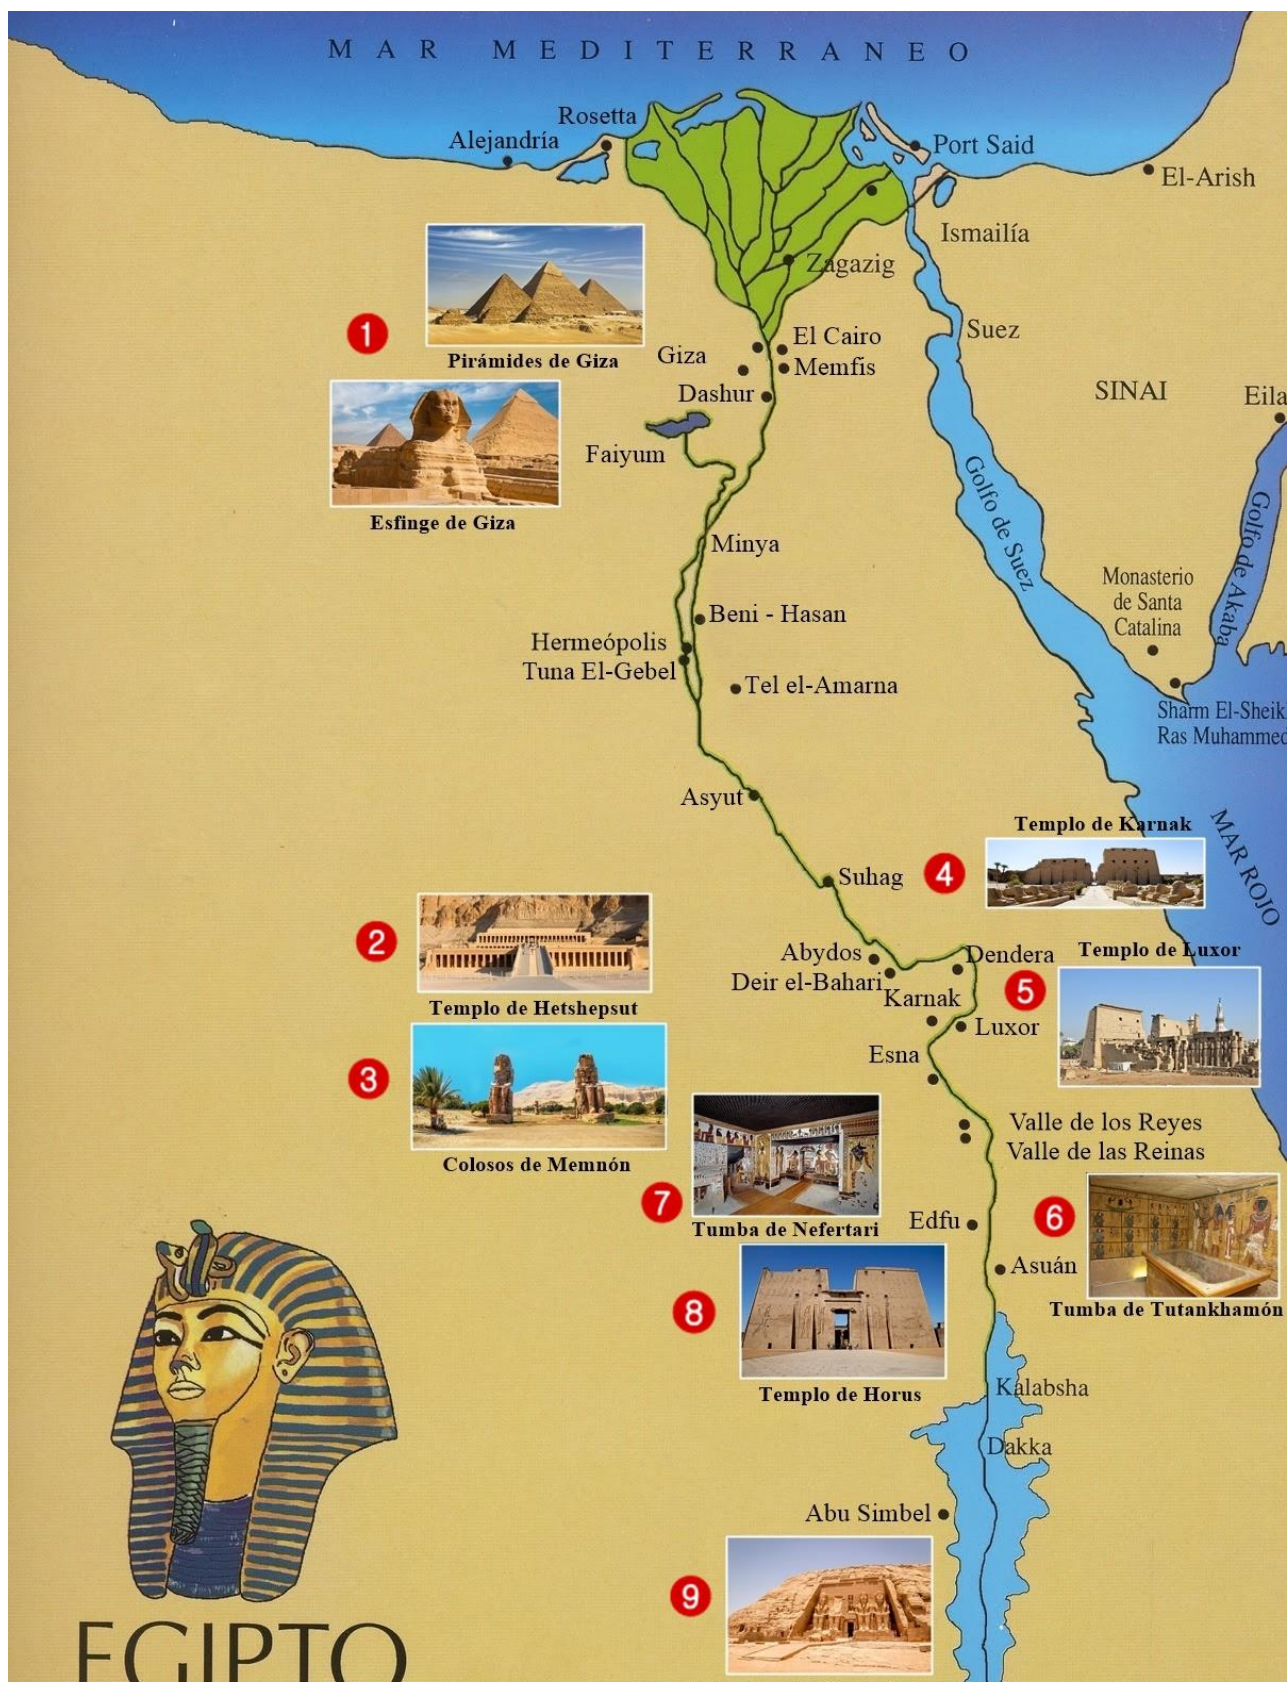 MAR MEDITERRANEO
Rosetta
Alejandría
Port Said
El-Arish
Ismailía
Zagazig
1
Pirámides de Giza
Suez
Giza
El Cairo
Memfis
Dashur
SINAI
Eila
Esfinge de Giza
Faiyum
Golfo de Suez
Golfo de Akaba
Minya
Monasterio
de Santa
Catalina
Beni - Hasan
Hermeópolis
Tuna El-Gebel
Tel el-Amarna
Sharm El-Sheik
Ras Muhammed
Asyut
MAR ROJO
Templo de Karnak
4
Suhag
2
Templo de Hetshepsut
Abydos
Deir el-Bahari
Dendera
Templo de Luxor
5
Karnak
Luxor
Esna
3
Colosos de Memnón
Valle de los Reyes
Valle de las Reinas
7
Tumba de Nefertari
Edfu
6
Tumba de Tutankhamón
Asuán
8
Templo de Horus
Kalabsha
Dakka
Abu Simbel
9
EGIPTO